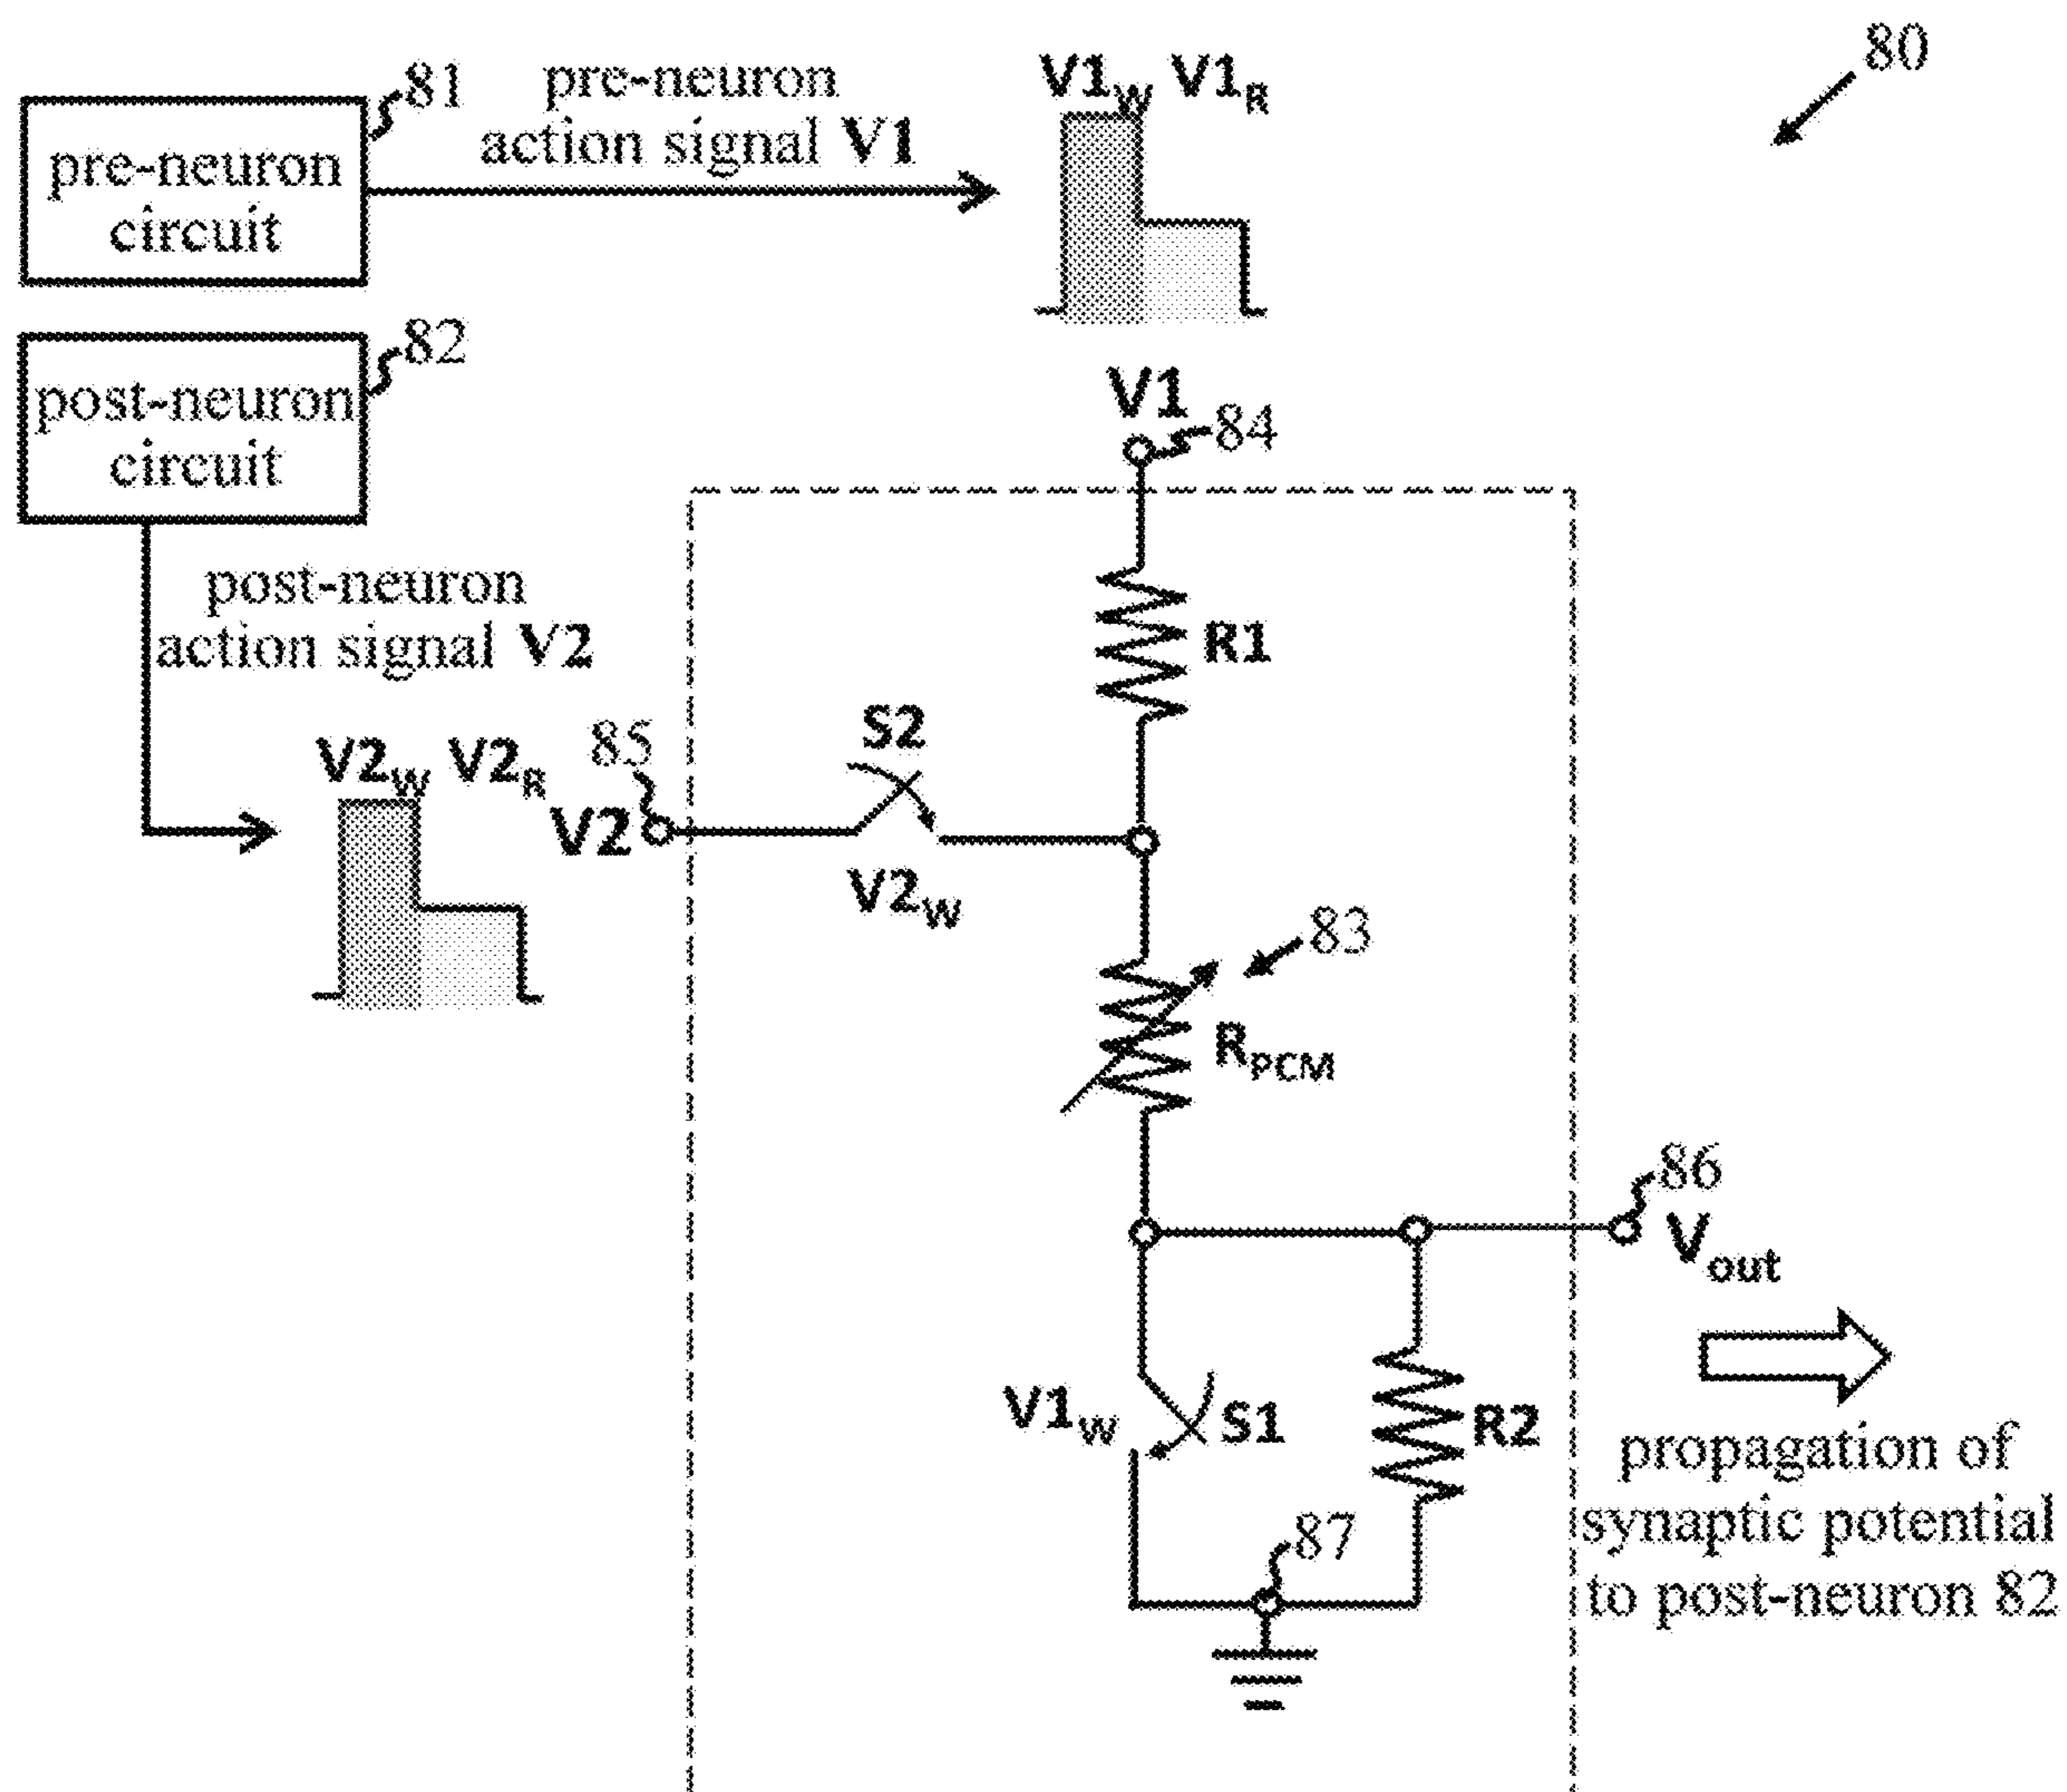 80
81
pre-neuron
circuit
pre-neuron
action signal V1
V1W V1R
82
post-neuron
circuit
V1
84
post-neuron
action signal V2
R1
V2W V2R
85
V2
S2
V2W
83
RPCM
86
Vout
V1W
S1
R2
87
propagation of
synaptic potential
to post-neuron 82